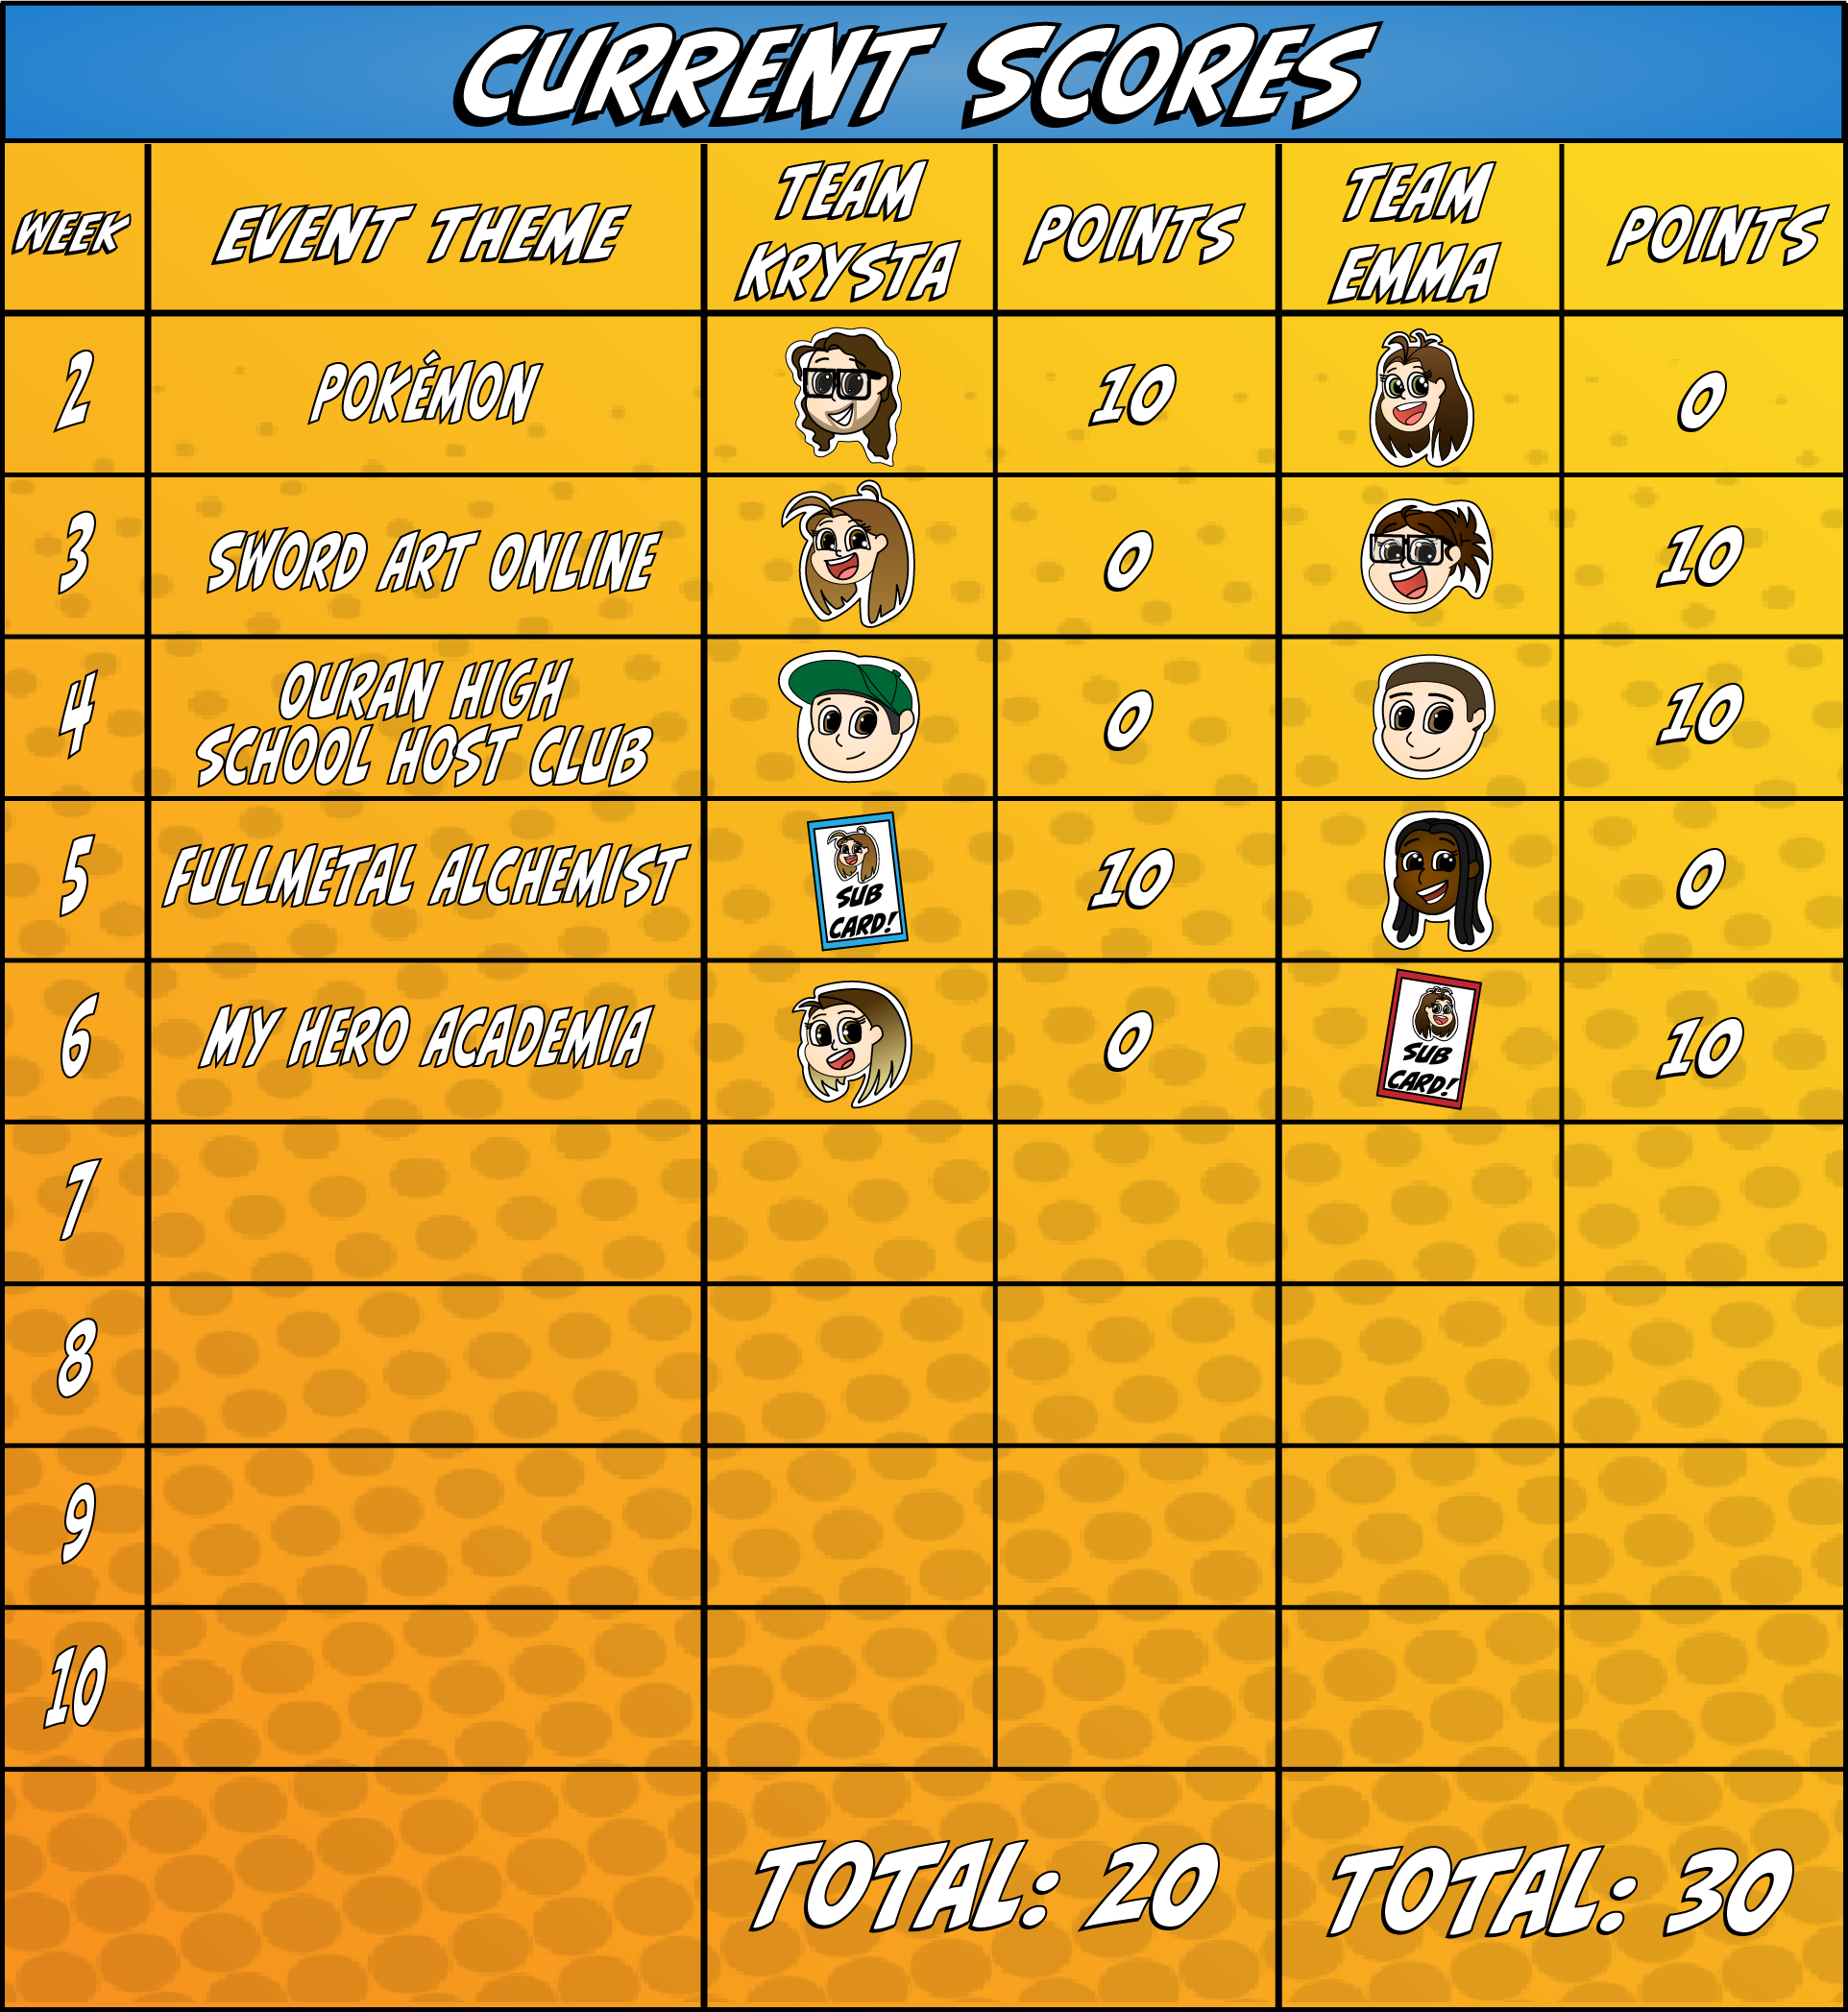 CURRENT SCORES
WEEK EVENT THEME TEAM KRYSTA POINTS TEAM EMMA POINTS
2 POKÉMON 10 0
3 SWORD ART ONLINE 0 10
4 OURAN HIGH
SCHOOL HOST CLUB 0 10
5 FULLMETAL ALCHEMIST SUB CARD! 10 0
6 MY HERO ACADEMIA 0 SUB CARD! 10
7
8
9
10
TOTAL: 20 TOTAL: 30